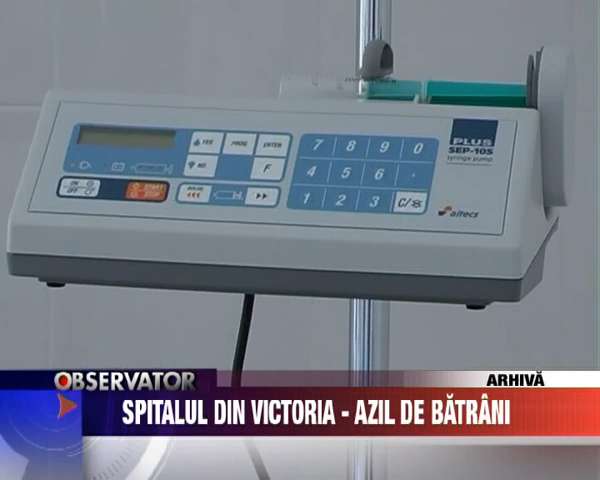 PLUS
SEP-10S
syringe pump
YES
PROG
ENTER
NO
F
7 8 9 0
4 5 6 .
1 2 3 C/
ON
OFF
START
STOP
BOLUS
aitecs
OBSERVATOR
ARHIVĂ
SPITALUL DIN VICTORIA - AZIL DE BĂTRÂNI